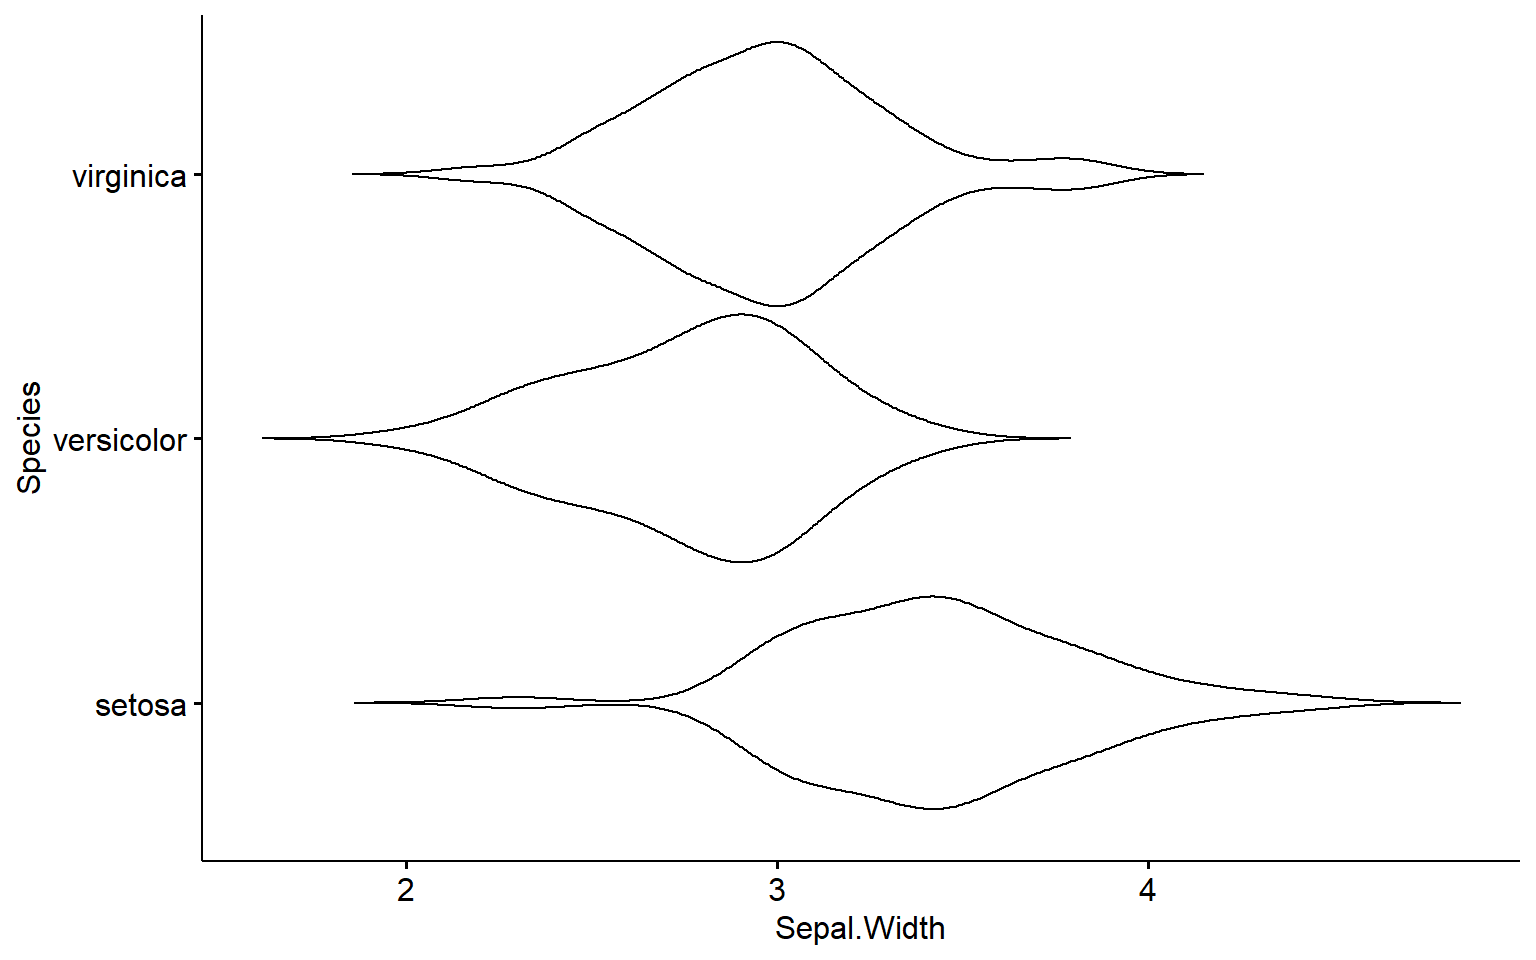 virginica
versicolor
setosa
Species
2
3
4
Sepal.Width